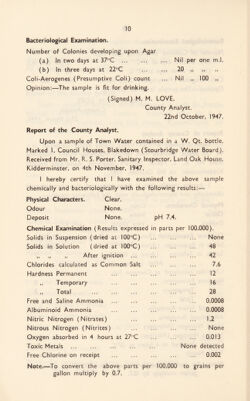 10
Bacteriological Examination.
Number of Colonies developing upon Agar
(a) In two days at 37°C ... ... ... Nil per one m.l.
(b) In three days at 22°C ... 20 „ „ „
Coli-Aerogenes (Presumptive Coli) count ... Nil „ 100 „
Opinion:—The sample is fit for drinking.
(Signed) M. M. LOVE.
County Analyst.
22nd October, 1947.
Report of the County Analyst.
Upon a sample of Town Water contained in a W. Qt. bottle.
Marked 1, Council Houses, Blakedown (Stourbridge Water Board).
Received from Mr. R. S. Porter, Sanitary Inspector, Land Oak House,
Kidderminster, on 4th November, 1947.
I hereby certify that I have examined the above sample
chemically and bacteriologically with the following results:—
Physical Characters. Clear.
Odour None.
Deposit None. pH 7.4.
Chemical Examination (Results expressed in parts per 100,000).
Solids in Suspension (dried at 100°C) ... ... None
Solids in Solution (dried at 100°C) ... ... 48
„ „ „ After ignition ... ... ... 42
Chlorides calculated as Common Salt ... ... 7.6
Hardness Permanent ... ... ... ... 12
„ Temporary ... ... ... ... 16
„ Total ... ... ... ... 28
Free and Saline Ammonia ... ... ... 0.0008
Albuminoid Ammonia ... ... ... ... 0.0008
Nitric Nitrogen (Nitrates) ... ... ... 1.2
Nitrous Nitrogen (Nitrites) ... ... ... None
Oxygen absorbed in 4 hours at 27°C ... ... 0.013
Toxic Metals ... ... ... ... None detected
Free Chlorine on receipt ... ... ... 0.002
Note.—To convert the above parts per 100,000 to grains per
gallon multiply by 0.7.